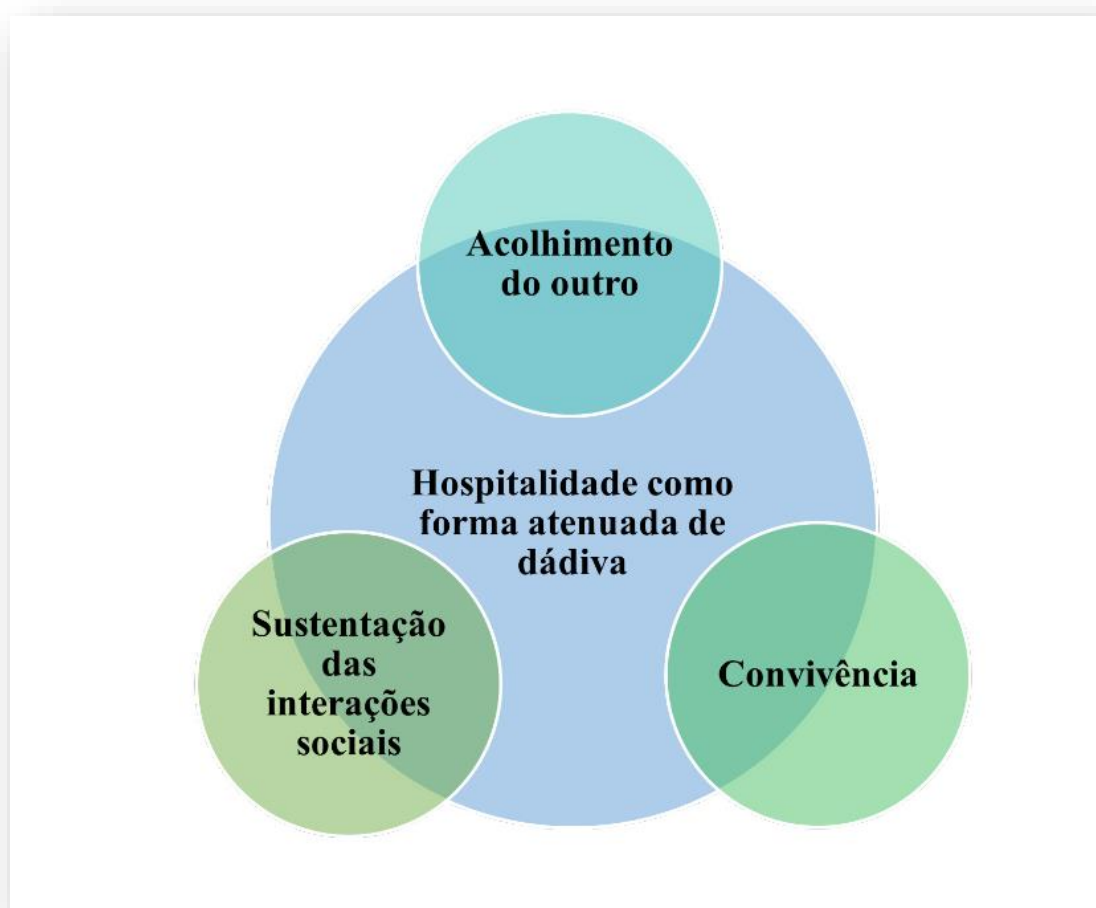 Acolhimento
do outro
Hospitalidade como
forma atenuada de
dádiva
Sustentação
das
interações
sociais
Convivência